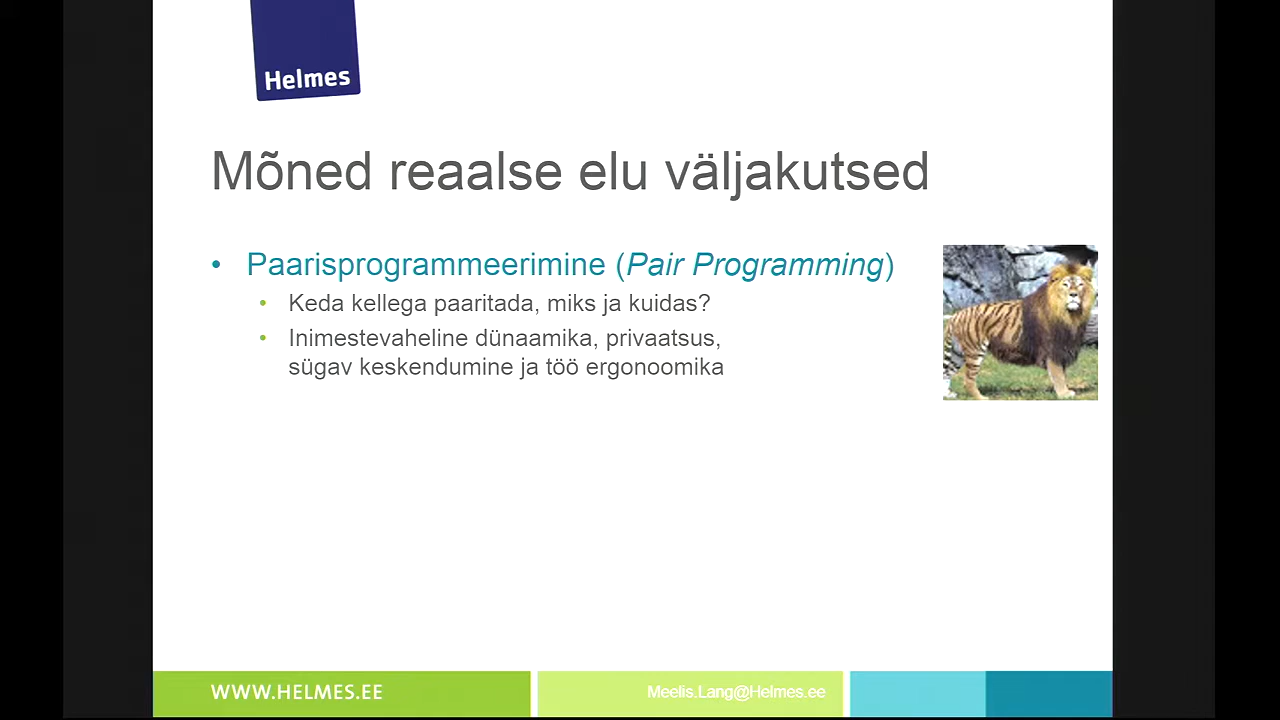 Helmes
Mõned reaalse elu väljakutsed
• Paarisprogrammeerimine (Pair Programming)
• Keda kellega paaritada, miks ja kuidas?
• Inimestevaheline dünaamika, privaatsus,
sügav keskendumine ja töö ergonoomika
WWW.HELMES.EE
Meelis.Lang@Helmes.ee